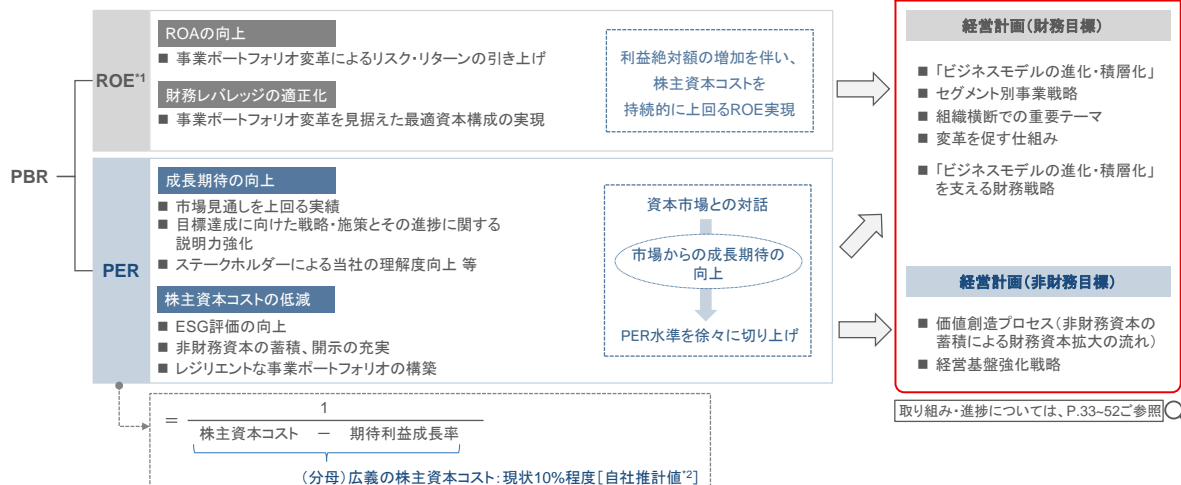 PBR
ROE*1
ROAの向上
■ 事業ポートフォリオ変革によるリスク・リターンの引き上げ
財務レバレッジの適正化
■ 事業ポートフォリオ変革を見据えた最適資本構成の実現
利益絶対額の増加を伴い、
株主資本コストを
持続的に上回るROE実現
PER
成長期待の向上
■ 市場見通しを上回る実績
■ 目標達成に向けた戦略・施策とその進捗に関する
説明力強化
■ ステークホルダーによる当社の理解度向上 等
株主資本コストの低減
■ ESG評価の向上
■ 非財務資本の蓄積、開示の充実
■ レジリエントな事業ポートフォリオの構築
資本市場との対話
市場からの成長期待の
向上
PER水準を徐々に切り上げ
= 1
株主資本コスト － 期待利益成長率
(分母)広義の株主資本コスト:現状10%程度[自社推計値*2]
経営計画(財務目標)
■ 「ビジネスモデルの進化・積層化」
■ セグメント別事業戦略
■ 組織横断での重要テーマ
■ 変革を促す仕組み
■ 「ビジネスモデルの進化・積層化」
を支える財務戦略
経営計画(非財務目標)
■ 価値創造プロセス(非財務資本の
蓄積による財務資本拡大の流れ)
■ 経営基盤強化戦略
取り組み・進捗については、P.33~52ご参照